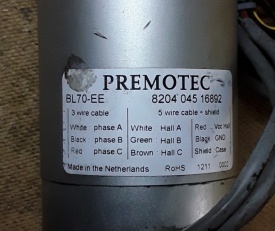 PREMOTEC
BL70-EE 8204 045 16892
3 wire cable 5 wire cable + shield
White phase A White Hall A Red Vcc Hall
Black phase B Green Hall B Black GND
Red phase C Brown Hall C Shield Case
Made in the Netherlands RoHS 1211 0002